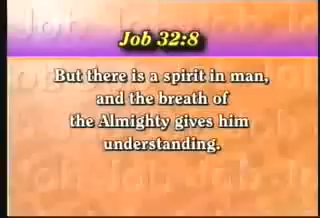 Job 32:8
But there is a spirit in man,
and the breath of
the Almighty gives him
understanding.